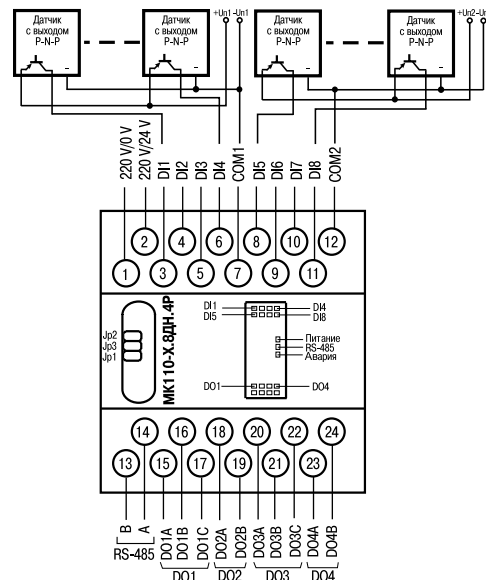 Датчик с выходом P-N-P
Датчик с выходом P-N-P
+Uп1 -Uп1
Датчик с выходом P-N-P
Датчик с выходом P-N-P
+Uп2 -Uп
220 V/0 V
220 V/24 V
DI1
DI2
DI3
DI4
COM1
DI5
DI6
DI7
DI8
COM2
2 4 6 8 10 12
1 3 5 7 9 11
Jp2
Jp3
Jp1
МК110-Х.8ДН.4Р
DI1 DI4
DI5 DI8
Питание
RS-485
Авария
DO1 DO4
14 16 18 20 22 24
13 15 17 19 21 23
B
A
DO1A
DO1B
DO1C
DO2A
DO2B
DO3A
DO3B
DO3C
DO4A
DO4B
RS-485
DO1 DO2 DO3 DO4